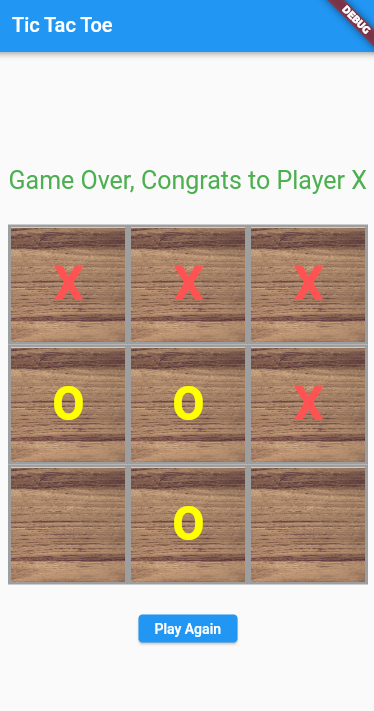 Tic Tac Toe
DEBUG
Game Over, Congrats to Player X
X X X
O O X
O
Play Again